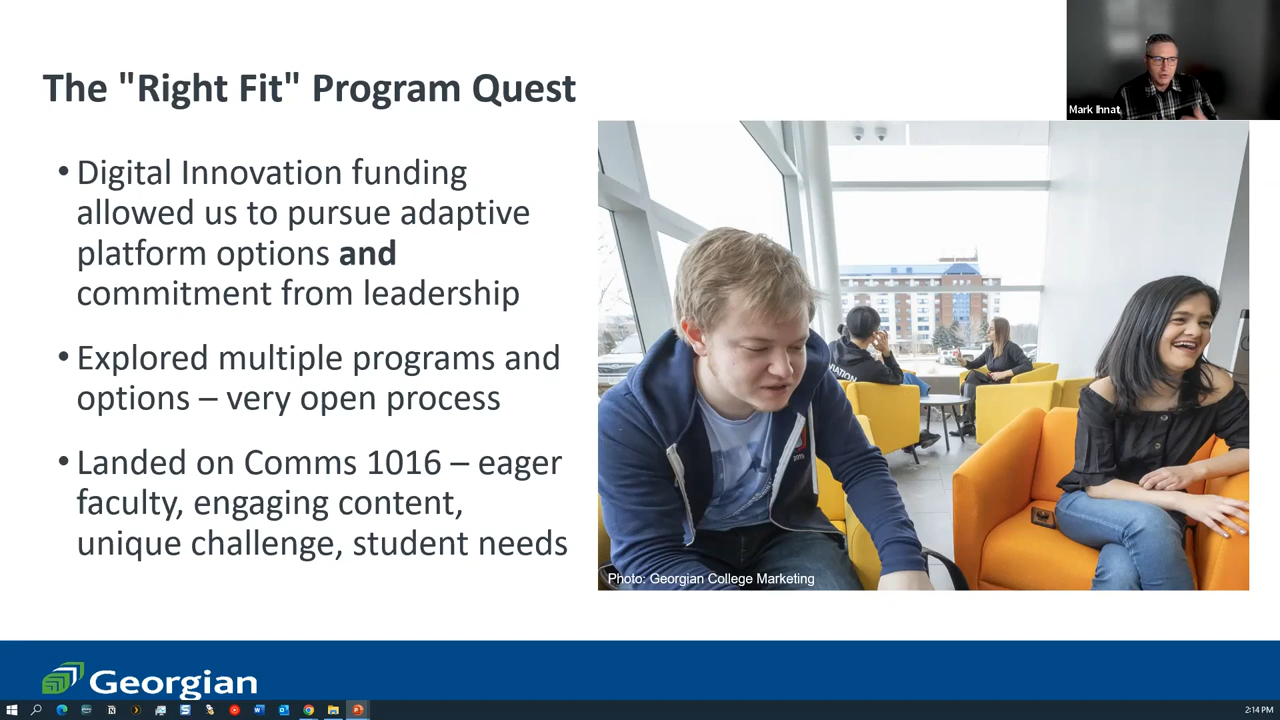 The "Right Fit" Program Quest
Mark Ihnat
• Digital Innovation funding
allowed us to pursue adaptive
platform options and
commitment from leadership
• Explored multiple programs and
options – very open process
• Landed on Comms 1016 – eager
faculty, engaging content,
unique challenge, student needs
Photo: Georgian College Marketing
Georgian
2:14 PM